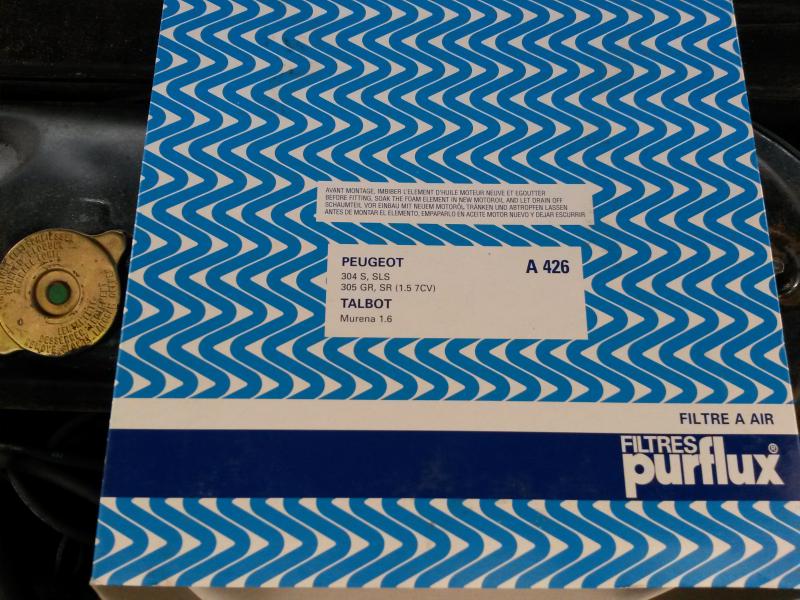 AVANT MONTAGE, IMBIBER L'ELEMENT D'HUILE MOTEUR NEUVE ET EGOUTTER
BEFORE FITTING, SOAK THE FOAM ELEMENT IN NEW MOTOROIL, AND LET DRAIN OFF
SCHAUMTEIL VOR EINBAU MIT NEUEM MOTORÖL TRÄNKEN UND ABTROPFEN LASSEN
ANTES DE MONTAR EL ELEMENTO, EMPAPARLO EN ACEITE MOTOR NUEVO Y DEJAR ESCURRIR
PEUGEOT A 426
304 S, SLS
305 GR, SR (1.5 7CV)
TALBOT
Murena 1.6
FILTRE A AIR
FILTRES
purflux®